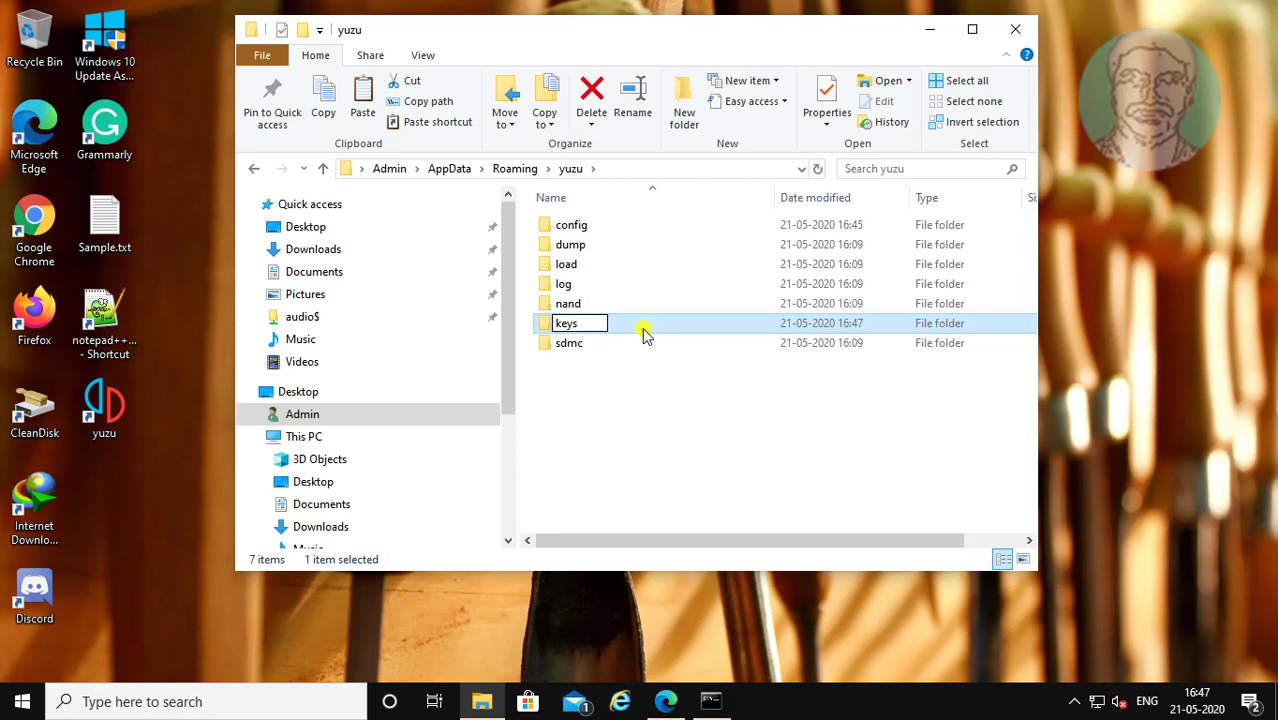 Recycle Bin
Windows 10
Update As...
Microsoft
Edge
Grammarly
Google
Chrome
Sample.txt
Firefox
notepad++...
- Shortcut
CleanDisk
yuzu
Internet
Downlo...
Discord
yuzu
File
Home
Share
View
Pin to Quick
access
Copy
Paste
Cut
Copy path
Paste shortcut
Clipboard
Move
to
Copy
to
Delete
Rename
Organize
New
folder
New item
Easy access
New
Properties
Open
Edit
History
Open
Select all
Select none
Invert selection
Select
Admin > AppData > Roaming > yuzu >
Search yuzu
Quick access
Desktop
Downloads
Documents
Pictures
audio$
Music
Videos
Desktop
Admin
This PC
3D Objects
Desktop
Documents
Downloads
Music
Name Date modified Type
config 21-05-2020 16:45 File folder
dump 21-05-2020 16:09 File folder
load 21-05-2020 16:09 File folder
log 21-05-2020 16:09 File folder
nand 21-05-2020 16:09 File folder
keys 21-05-2020 16:47 File folder
sdmc 21-05-2020 16:09 File folder
7 items 1 item selected
Type here to search
1
ENG
16:47
21-05-2020
2